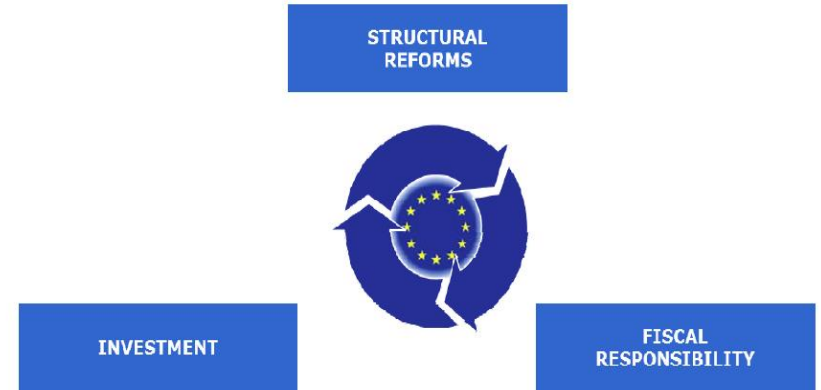 STRUCTURAL
REFORMS
INVESTMENT
FISCAL
RESPONSIBILITY